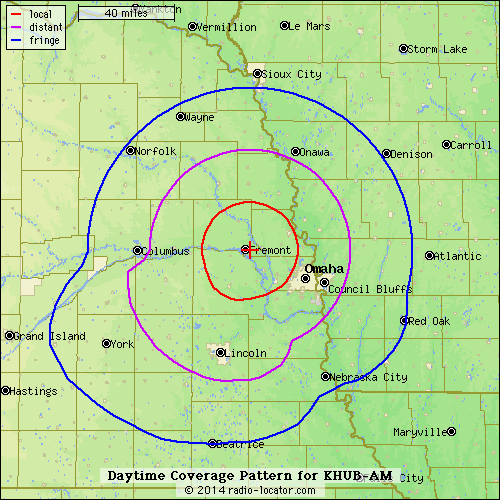 local
distant
fringe
40 miles
Yankton
Vermillion
Le Mars
Storm Lake
Sioux City
Wayne
Norfolk
Onawa
Denison
Carroll
Columbus
Fremont
Atlantic
Omaha
Council Bluffs
Red Oak
Grand Island
York
Lincoln
Hastings
Nebraska City
Maryville
Beatrice
Daytime Coverage Pattern for KHUB-AM
City
© 2014 radio-locator.com